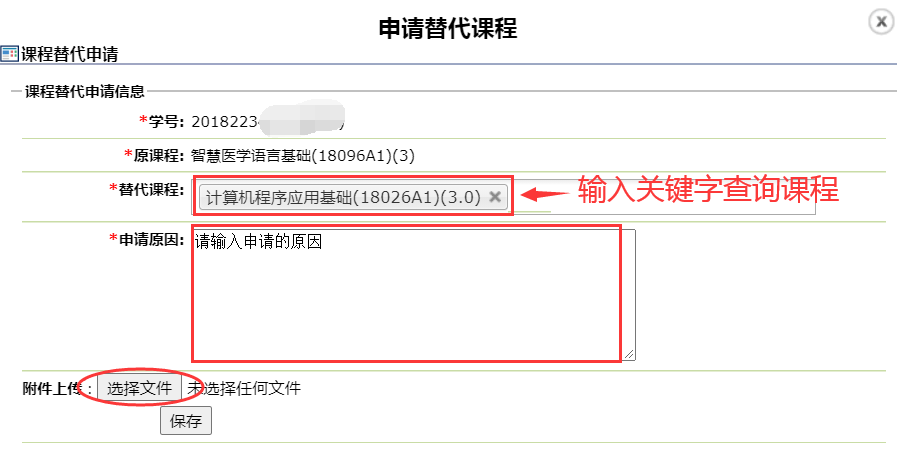 申请替代课程
课程替代申请
课程替代申请信息
*学号: 2018223
*原课程: 智慧医学语言基础(18096A1)(3)
*替代课程: 计算机程序应用基础(18026A1)(3.0) 输入关键字查询课程
*申请原因: 请输入申请的原因
附件上传: 选择文件 未选择任何文件
保存